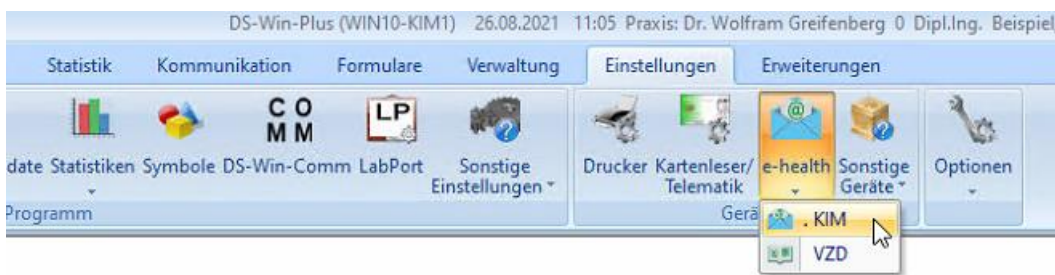 DS-Win-Plus (WIN10-KIM1) 26.08.2021 11:05 Praxis: Dr. Wolfram Greifenberg 0 Dipl.Ing. Beispiel
Statistik Kommunikation Formulare Verwaltung Einstellungen Erweiterungen
C O
M M
LP
date Statistiken Symbole DS-Win-Comm LabPort Sonstige Einstellungen Drucker Kartenleser/ Telematik e-health Sonstige Geräte Optionen
Programm Gerä
. KIM
VZD